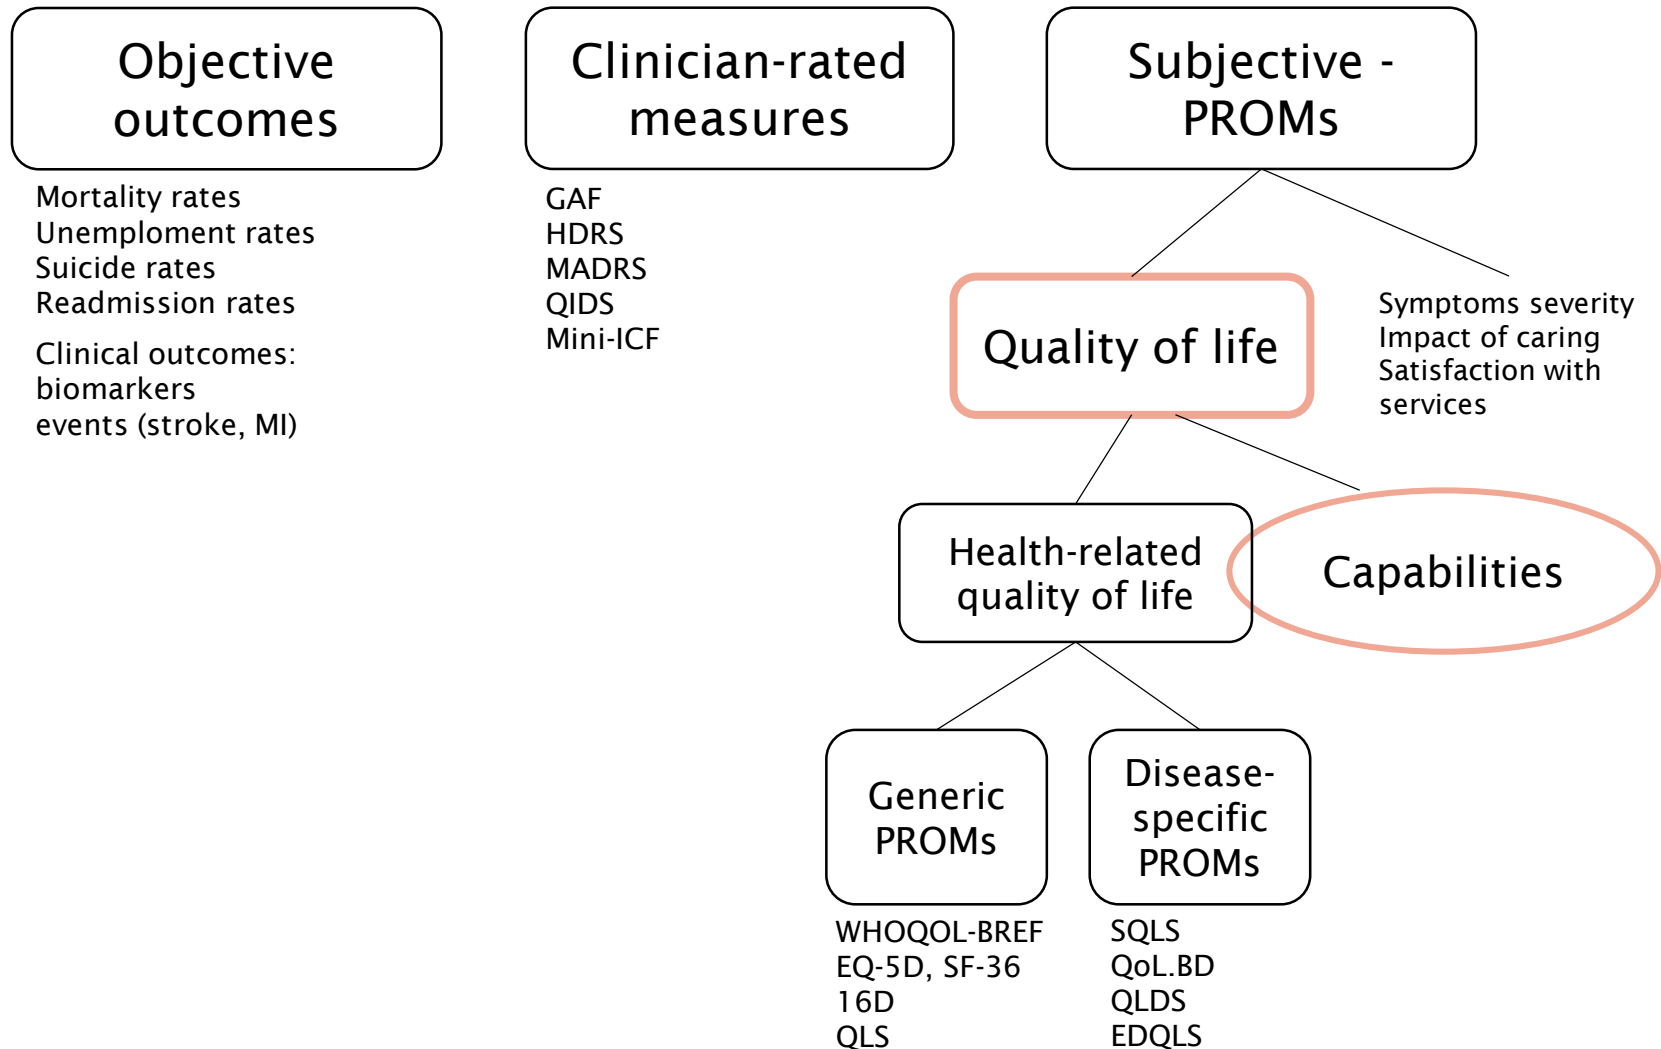 Objective
outcomes
Mortality rates
Unemploment rates
Suicide rates
Readmission rates
Clinical outcomes:
biomarkers
events (stroke, MI)
Clinician-rated
measures
GAF
HDRS
MADRS
QIDS
Mini-ICF
Subjective -
PROMs
Quality of life
Symptoms severity
Impact of caring
Satisfaction with
services
Health-related
quality of life
Capabilities
Generic
PROMs
WHOQOL-BREF
EQ-5D, SF-36
16D
QLS
Disease-
specific
PROMs
SQLS
QoL.BD
QLDS
EDQLS